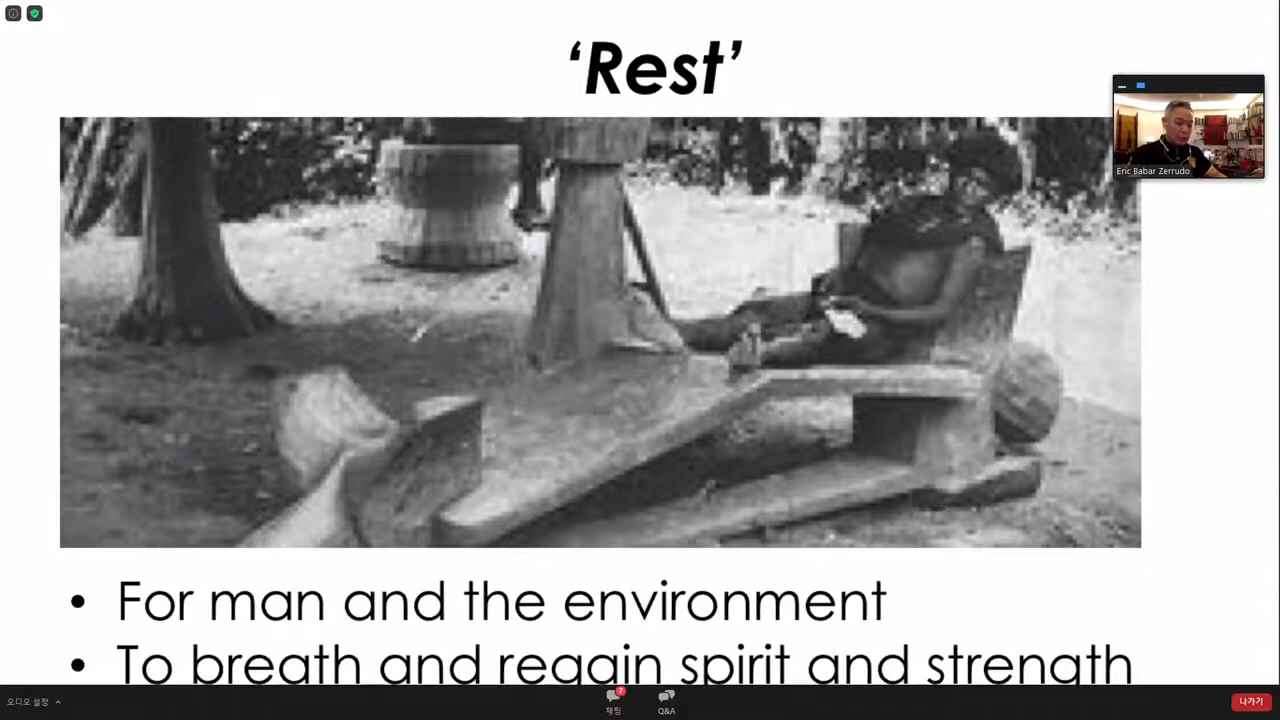 ‘Rest’
Eric Babar Zerrudo
• For man and the environment
• To breath and regain spirit and strength
오디오 설정
7
채팅
Q&A
나가기